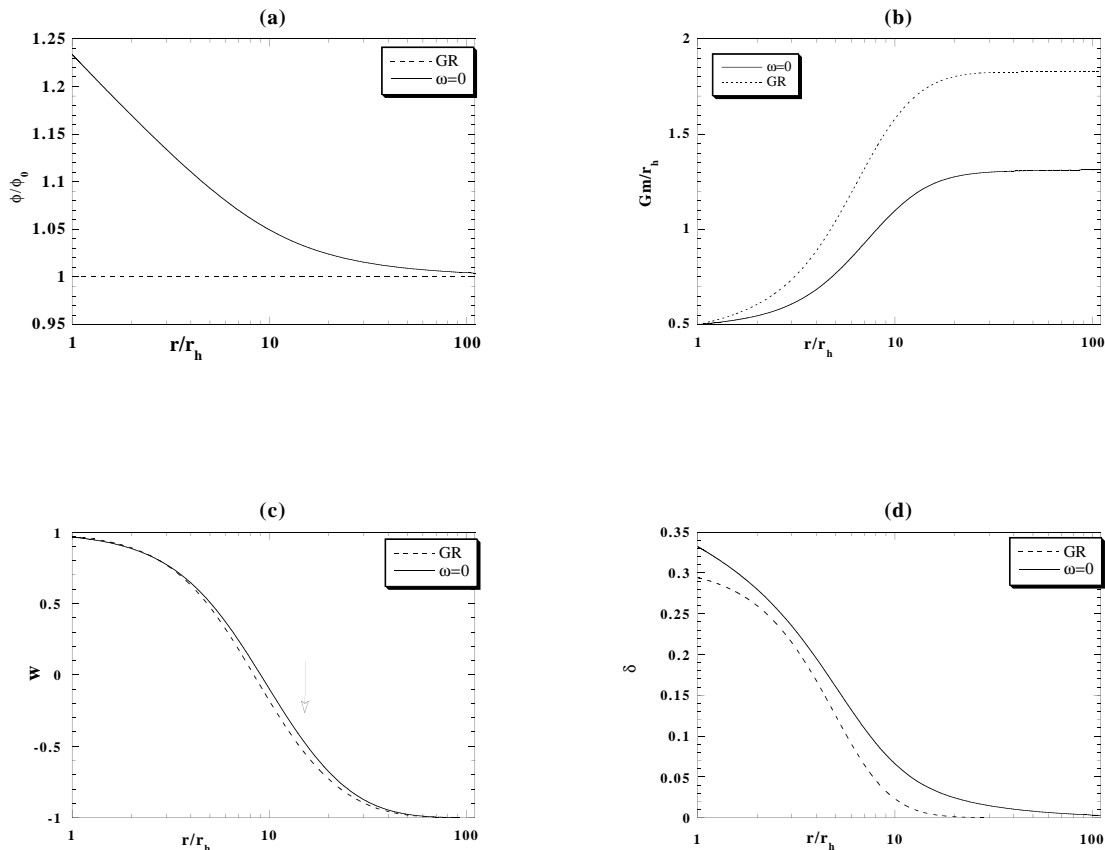 (a)
1.25
1.2
1.15
1.1
1.05
1
0.95
ϕ/ϕ0
1 10 100
r/rh
GR
ω=0
(b)
2
1.5
1
0.5
Gm/rh
1 10 100
r/rh
ω=0
GR
(c)
1
0.5
0
-0.5
-1
w
1 10 100
r/rh
GR
ω=0
(d)
0.35
0.3
0.25
0.2
0.15
0.1
0.05
0
δ
1 10 100
r/rh
GR
ω=0